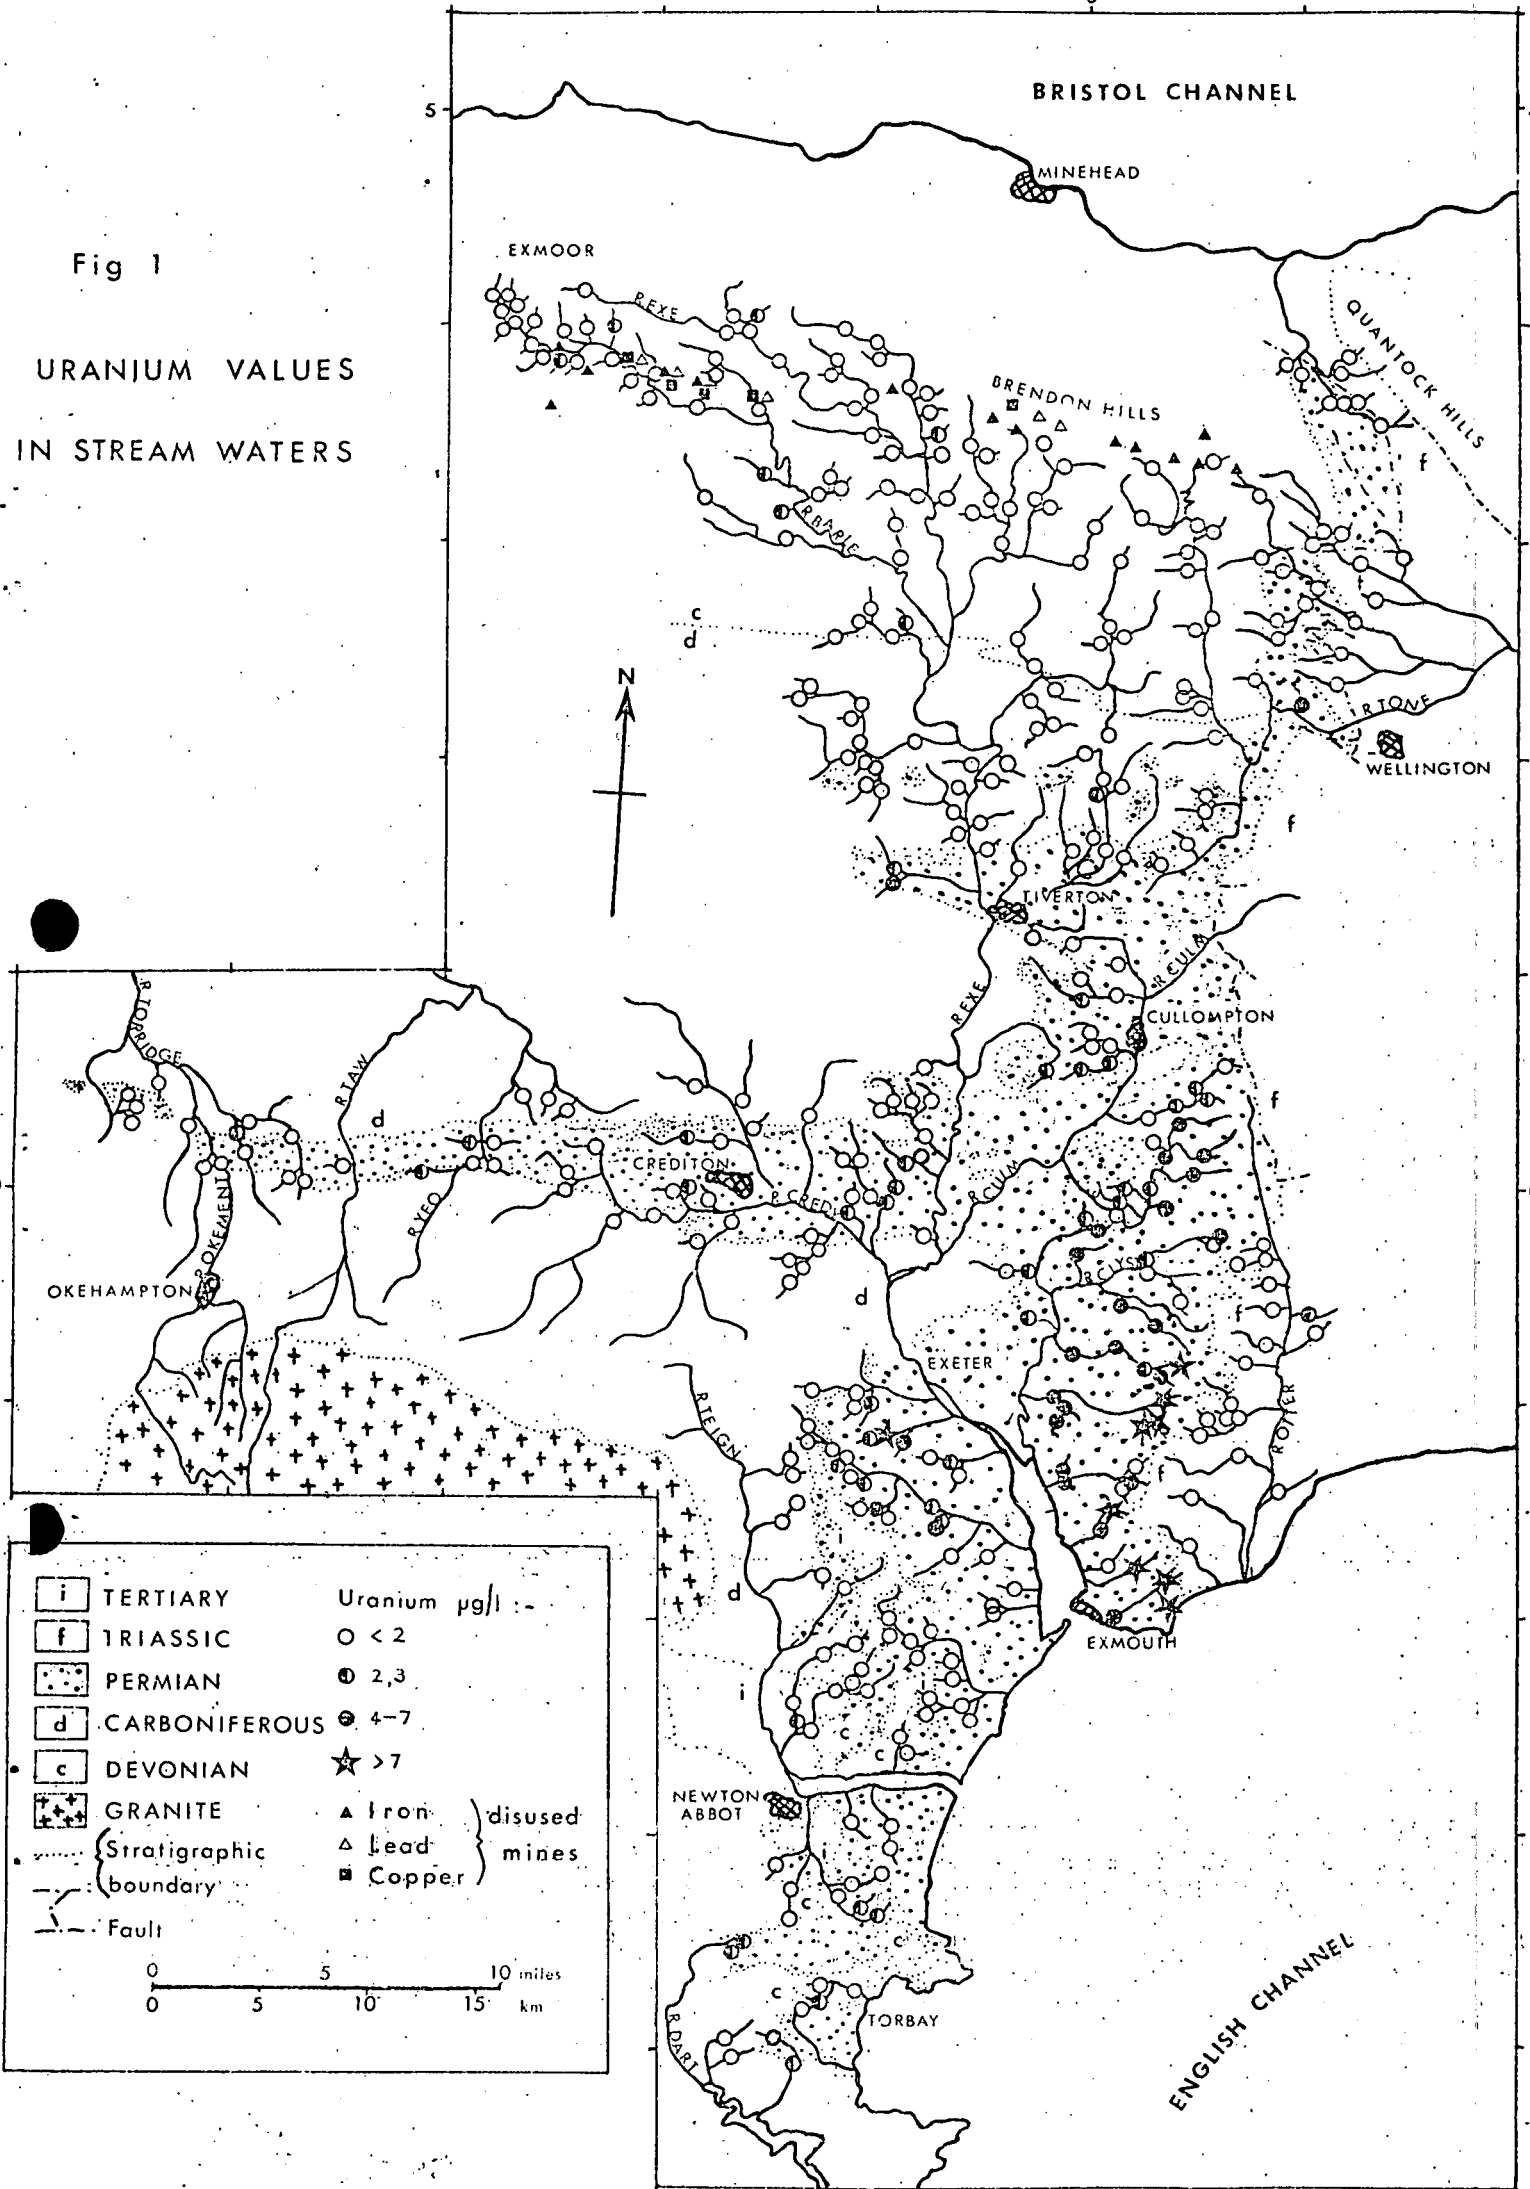 Fig 1
URANIUM VALUES
IN STREAM WATERS
BRISTOL CHANNEL
5
MINEHEAD
EXMOOR
R EXE
QUANTOCK HILLS
BRENDON HILLS
f
1
R BARLE
c
d
N
R TONE
WELLINGTON
f
TIVERTON
R CULM
R EXE
CULLOMPTON
R TORRIDGE
R TAW
d
f
CREDITON
R CREDY
R CULM
R YEO
R OKEMENT
OKEHAMPTON
R CLYST
d
f
EXETER
R TEIGN
R OTTER
f
d
EXMOUTH
i
c
c
NEWTON
ABBOT
c
c
c
TORBAY
R DART
ENGLISH CHANNEL
i TERTIARY
f TRIASSIC
PERMIAN
d CARBONIFEROUS
c DEVONIAN
GRANITE
Stratigraphic
boundary
Fault
Uranium µg/l :-
< 2
2,3
4-7
>7
Iron
Lead
Copper
disused
mines
0 5 10 miles
0 5 10 15 km